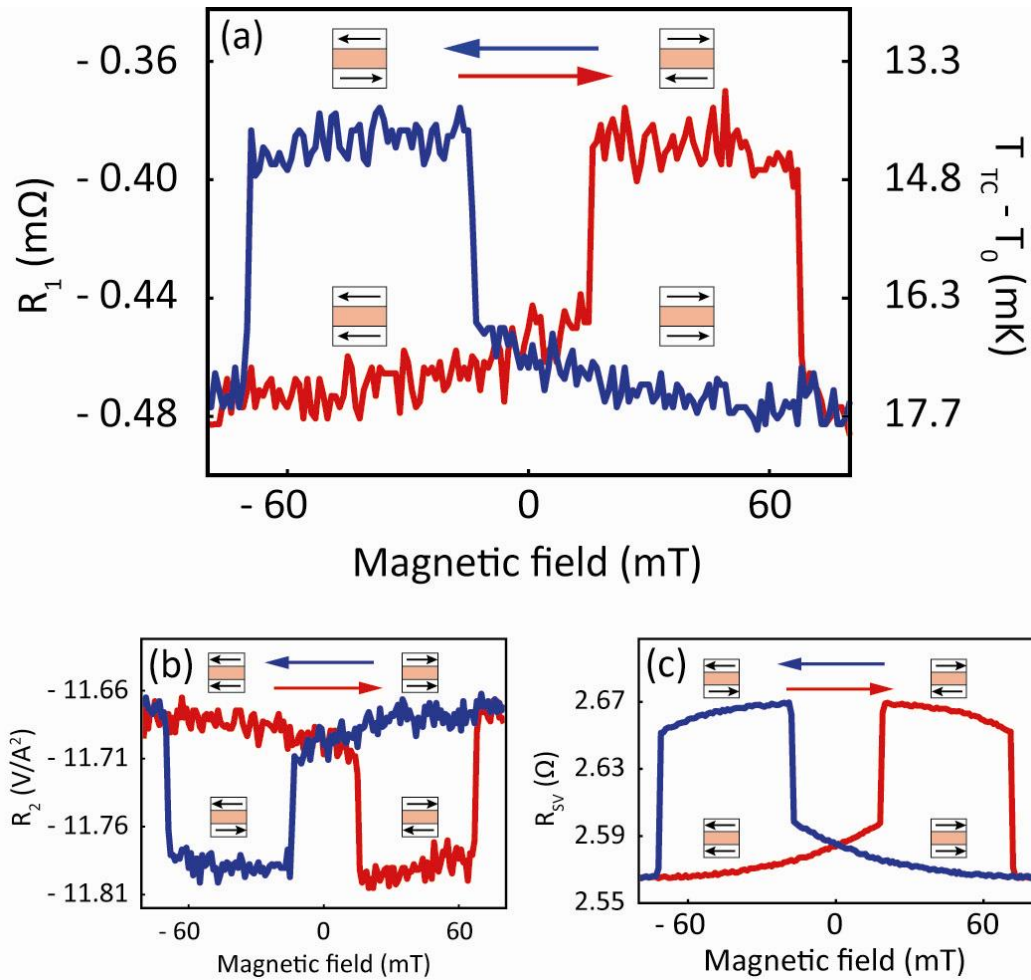 (a)
- 0.36
- 0.40
- 0.44
- 0.48
R1 (mΩ)
13.3
14.8
16.3
17.7
T TC - T 0 (mK)
- 60
0
60
Magnetic field (mT)
(b)
- 11.66
- 11.71
- 11.76
- 11.81
R2 (V/A²)
- 60
0
60
Magnetic field (mT)
(c)
2.67
2.63
2.59
2.55
RSV (Ω)
- 60
0
60
Magnetic field (mT)